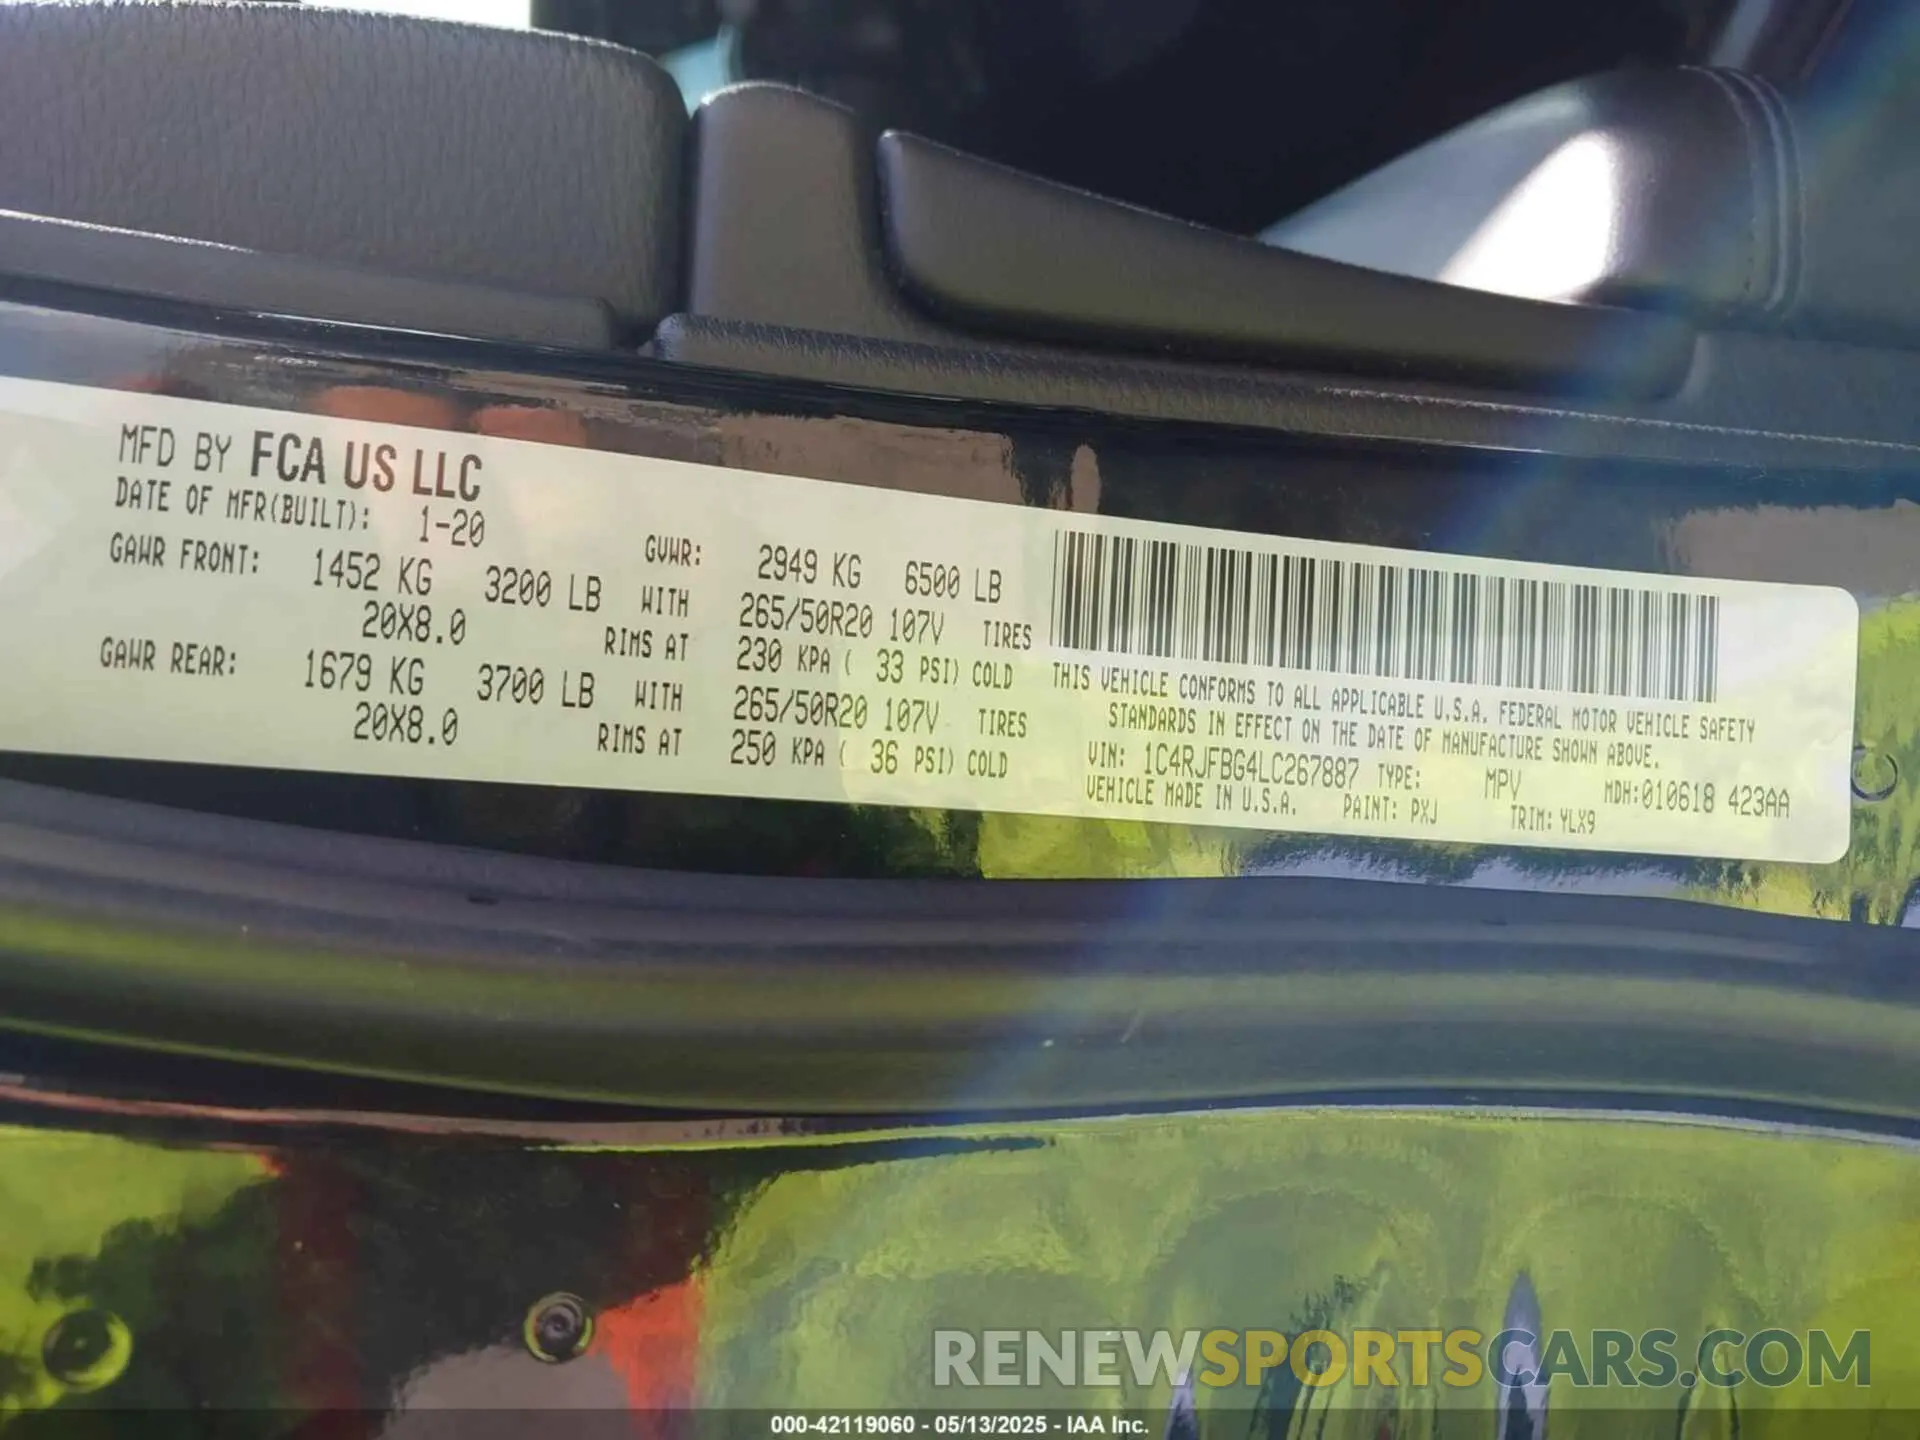 MFD BY FCA US LLC
DATE OF MFR(BUILT): 1-20
GVWR: 2949 KG 6500 LB
GAWR FRONT: 1452 KG 3200 LB WITH 265/50R20 107V TIRES
20X8.0 RIMS AT 230 KPA ( 33 PSI) COLD
GAWR REAR: 1679 KG 3700 LB WITH 265/50R20 107V TIRES
20X8.0 RIMS AT 250 KPA ( 36 PSI) COLD
THIS VEHICLE CONFORMS TO ALL APPLICABLE U.S.A. FEDERAL MOTOR VEHICLE SAFETY
STANDARDS IN EFFECT ON THE DATE OF MANUFACTURE SHOWN ABOVE.
VIN: 1C4RJFBG4LC267887 TYPE: MPV MDH:010618 423AA
VEHICLE MADE IN U.S.A. PAINT: PXJ TRIM: YLX9
RENEWSPORTSCARS.COM
000-42119060 - 05/13/2025 - IAA Inc.